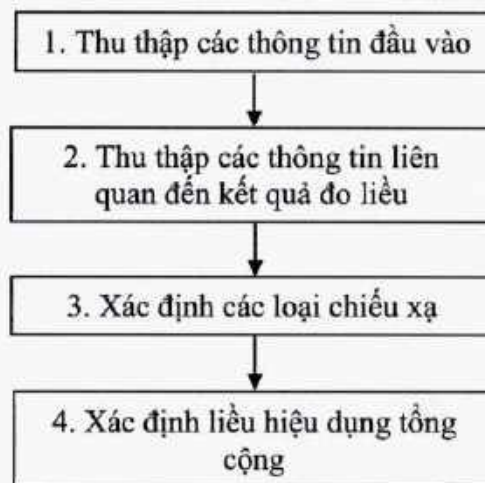 1. Thu thập các thông tin đầu vào
2. Thu thập các thông tin liên
quan đến kết quả đo liều
3. Xác định các loại chiếu xạ
4. Xác định liều hiệu dụng tổng
cộng